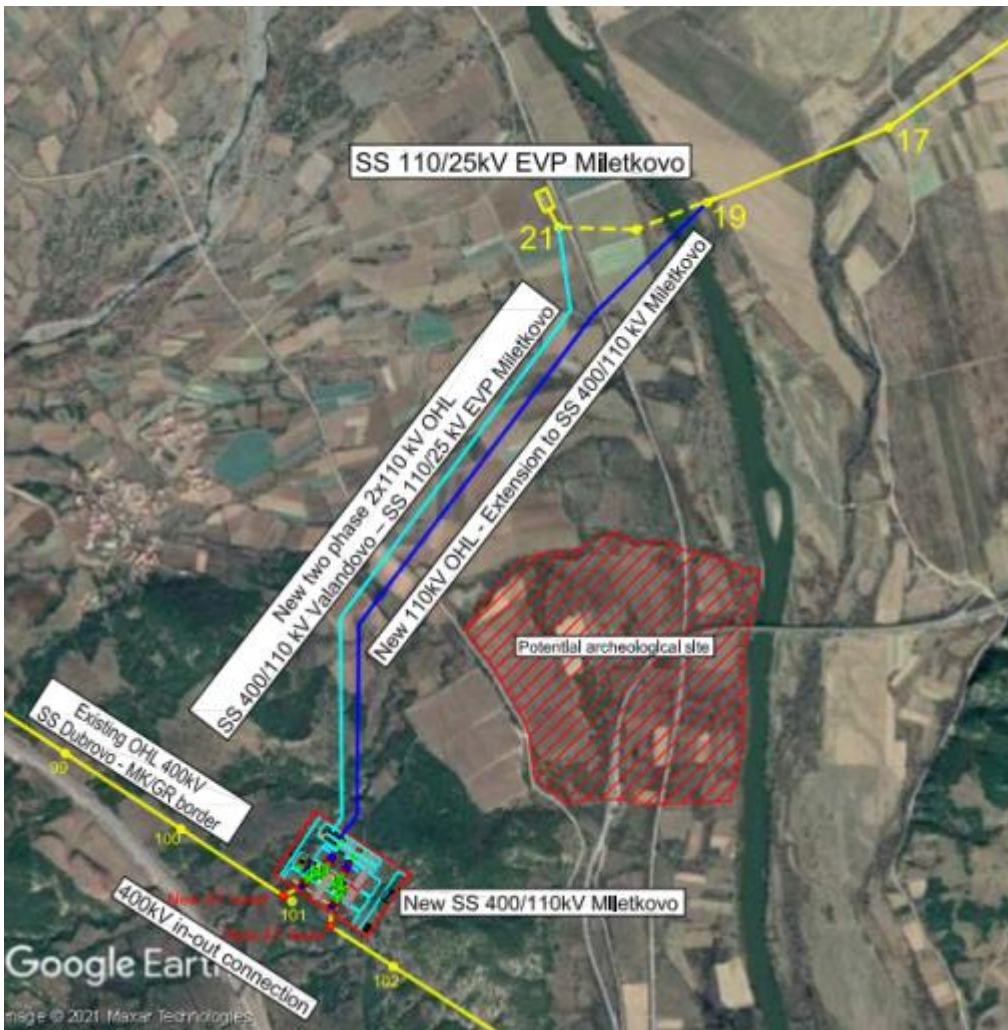 SS 110/25kV EVP Miletkovo
17
19
21
New two phase 2x110 kV OHL
SS 400/110 kV Valandovo – SS 110/25 kV EVP Miletkovo
New 110kV OHL - Extension to SS 400/110 kV Miletkovo
Potential archeological site
Existing OHL 400kV
SS Dubrovo - MK/GR border
99
100
101
New SS 400/110kV Miletkovo
400kV in-out connection
102
Google Earth
© 2021 Maxar Technologies